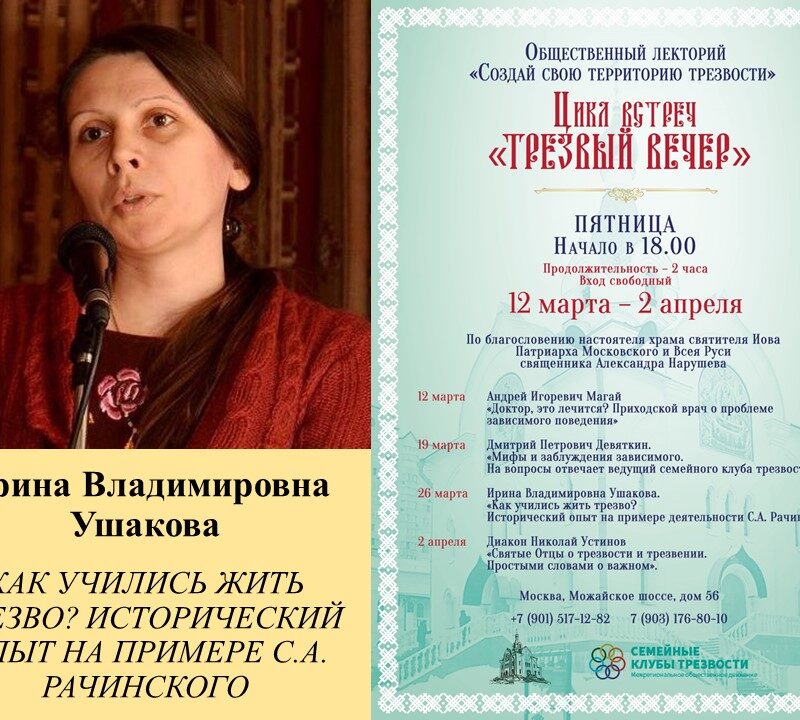 рина Владимировна
Ушакова
КАК УЧИЛИСЬ ЖИТЬ
ЕЗВО? ИСТОРИЧЕСКИЙ
ПЫТ НА ПРИМЕРЕ С.А.
РАЧИНСКОГО
Общественный лекторий
«Создай свою территорию трезвости»
Цикл встреч
«ТРЕЗВЫЙ ВЕЧЕР»
ПЯТНИЦА
Начало в 18.00
Продолжительность – 2 часа
Вход свободный
12 марта – 2 апреля
По благословению настоятеля храма святителя Иова
Патриарха Московского и Всея Руси
священника Александра Нарушева
12 марта Андрей Игоревич Магай
«Доктор, это лечится? Приходской врач о проблеме
зависимого поведения»
19 марта Дмитрий Петрович Девяткин.
«Мифы и заблуждения зависимого.
На вопросы отвечает ведущий семейного клуба трезвост
26 марта Ирина Владимировна Ушакова.
«Как учились жить трезво?
Исторический опыт на примере деятельности С.А. Рачин
2 апреля Диакон Николай Устинов
«Святые Отцы о трезвости и трезвении.
Простыми словами о важном».
Москва, Можайское шоссе, дом 56
+7 (901) 517-12-82 7 (903) 176-80-10
СЕМЕЙНЫЕ
КЛУБЫ ТРЕЗВОСТИ
Межрегиональное общественное движение